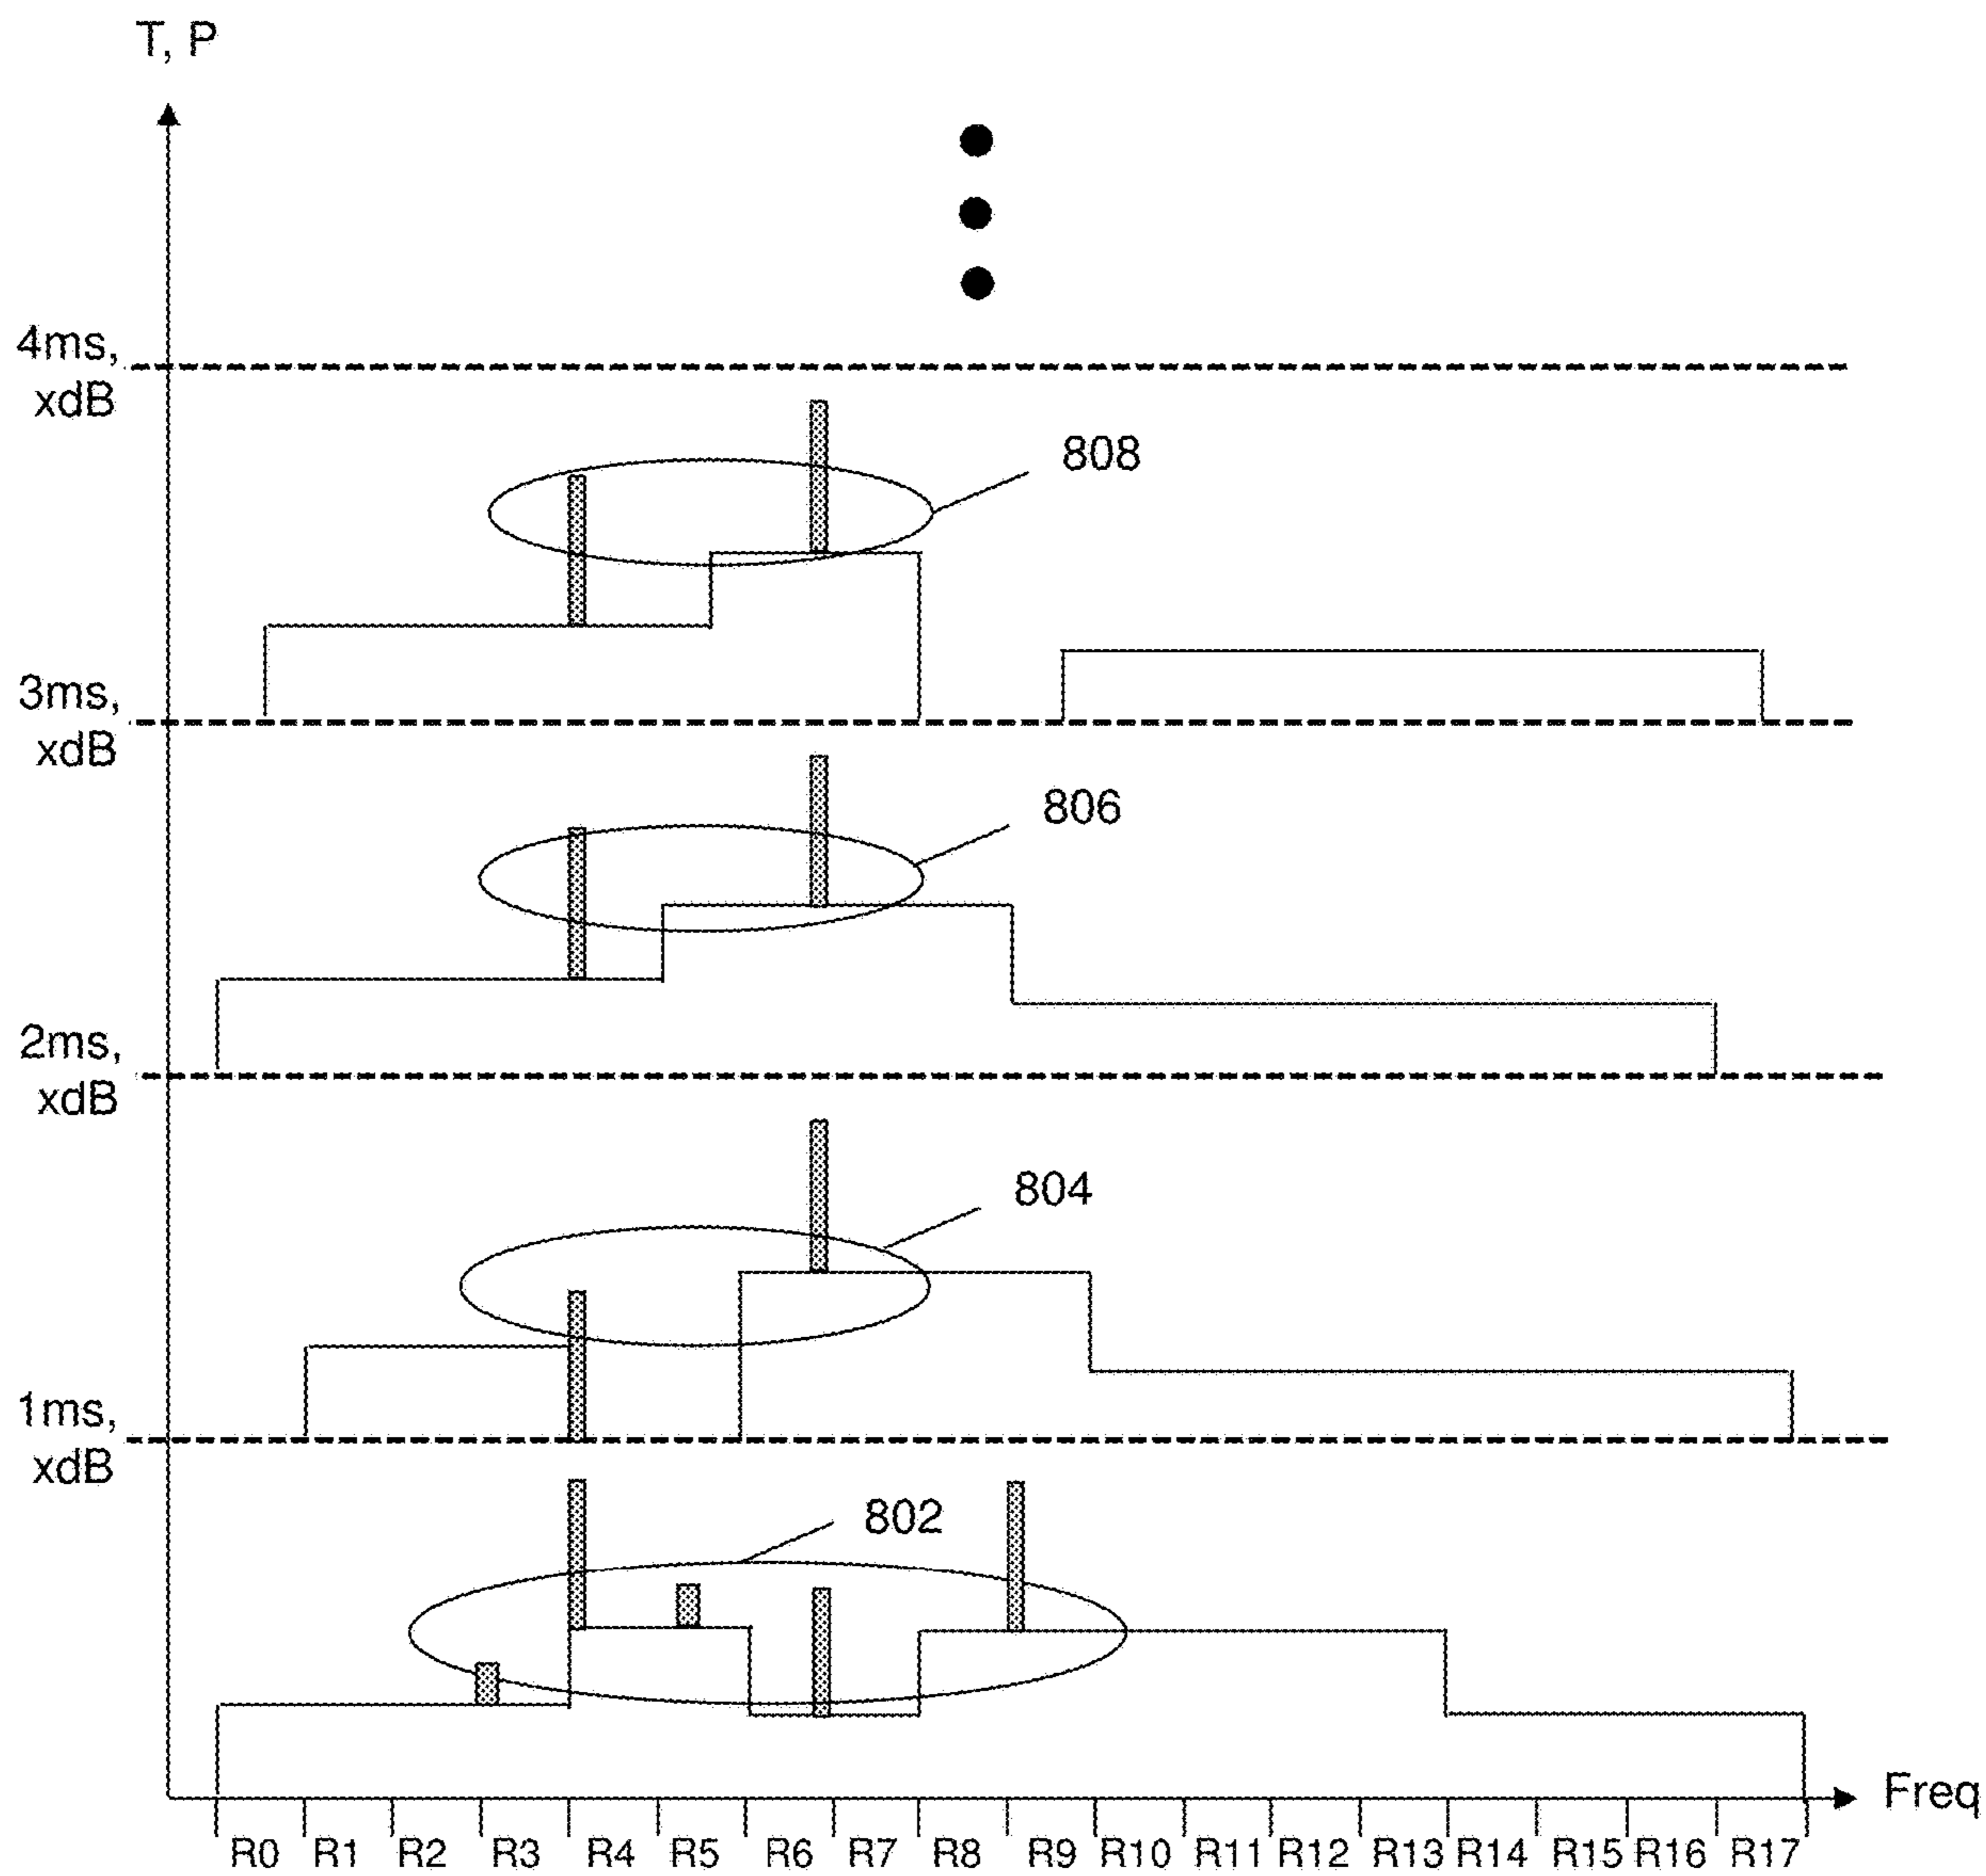 T, P
4ms,
xdB
808
3ms,
xdB
806
2ms,
xdB
804
1ms,
xdB
802
Freq
R0 R1 R2 R3 R4 R5 R6 R7 R8 R9 R10 R11 R12 R13 R14 R15 R16 R17